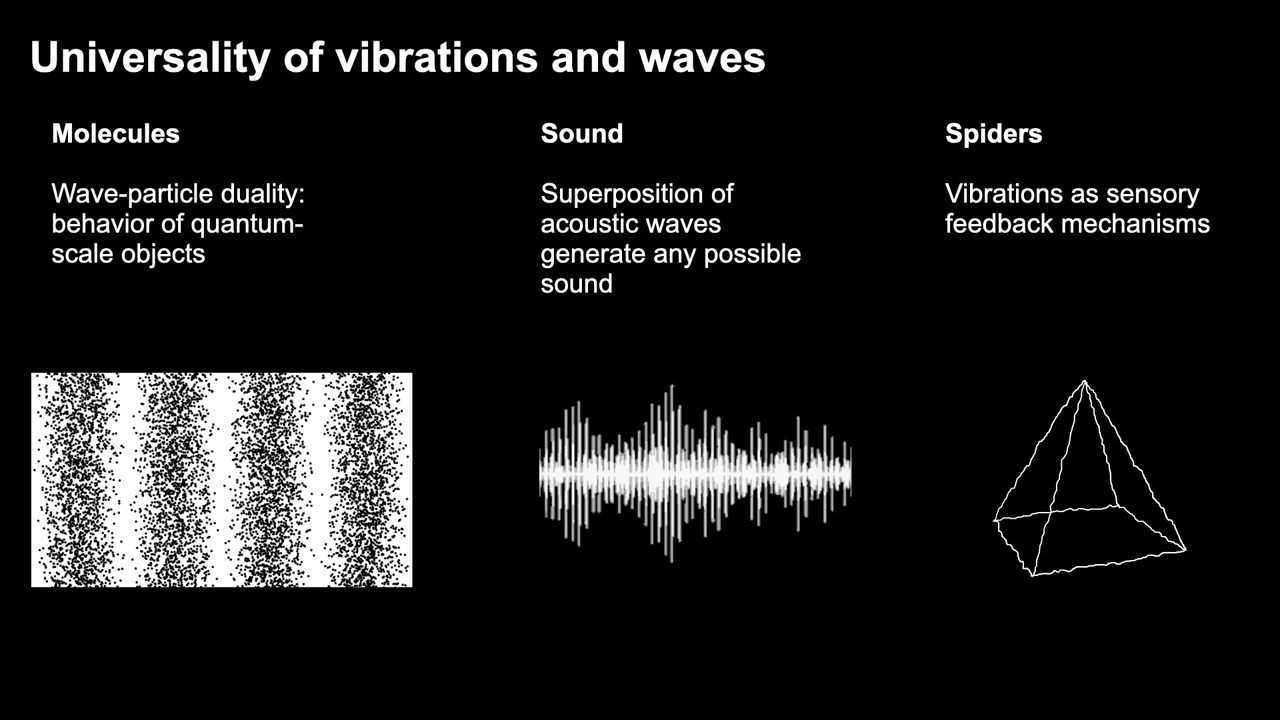 Universality of vibrations and waves
Molecules
Wave-particle duality:
behavior of quantum-
scale objects
Sound
Superposition of
acoustic waves
generate any possible
sound
Spiders
Vibrations as sensory
feedback mechanisms